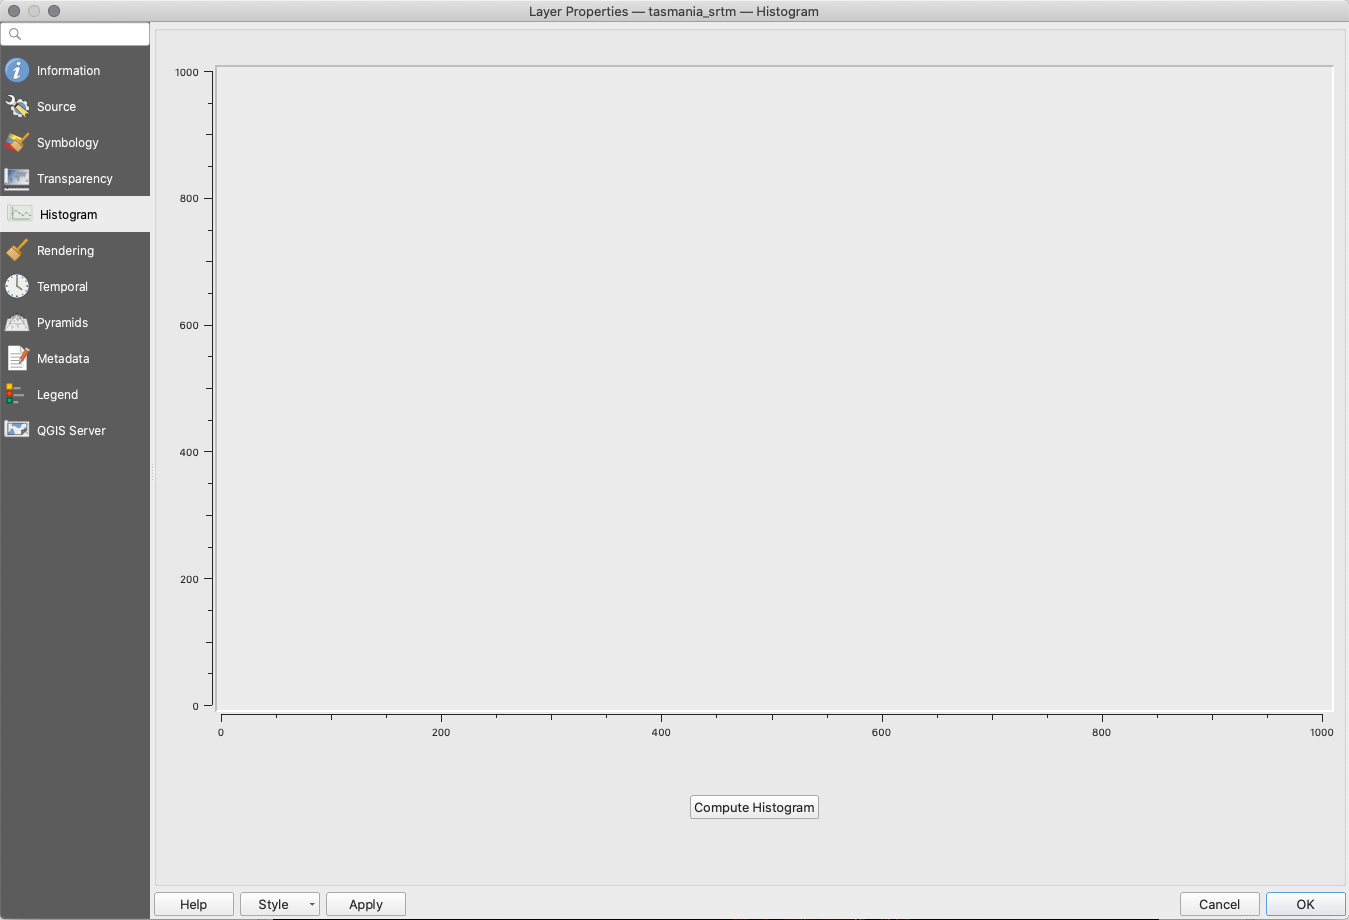 Layer Properties — tasmania_srtm — Histogram
Information
Source
Symbology
Transparency
Histogram
Rendering
Temporal
Pyramids
Metadata
Legend
QGIS Server
1000
800
600
400
200
0
0 200 400 600 800 1000
Compute Histogram
Help Style Apply Cancel OK